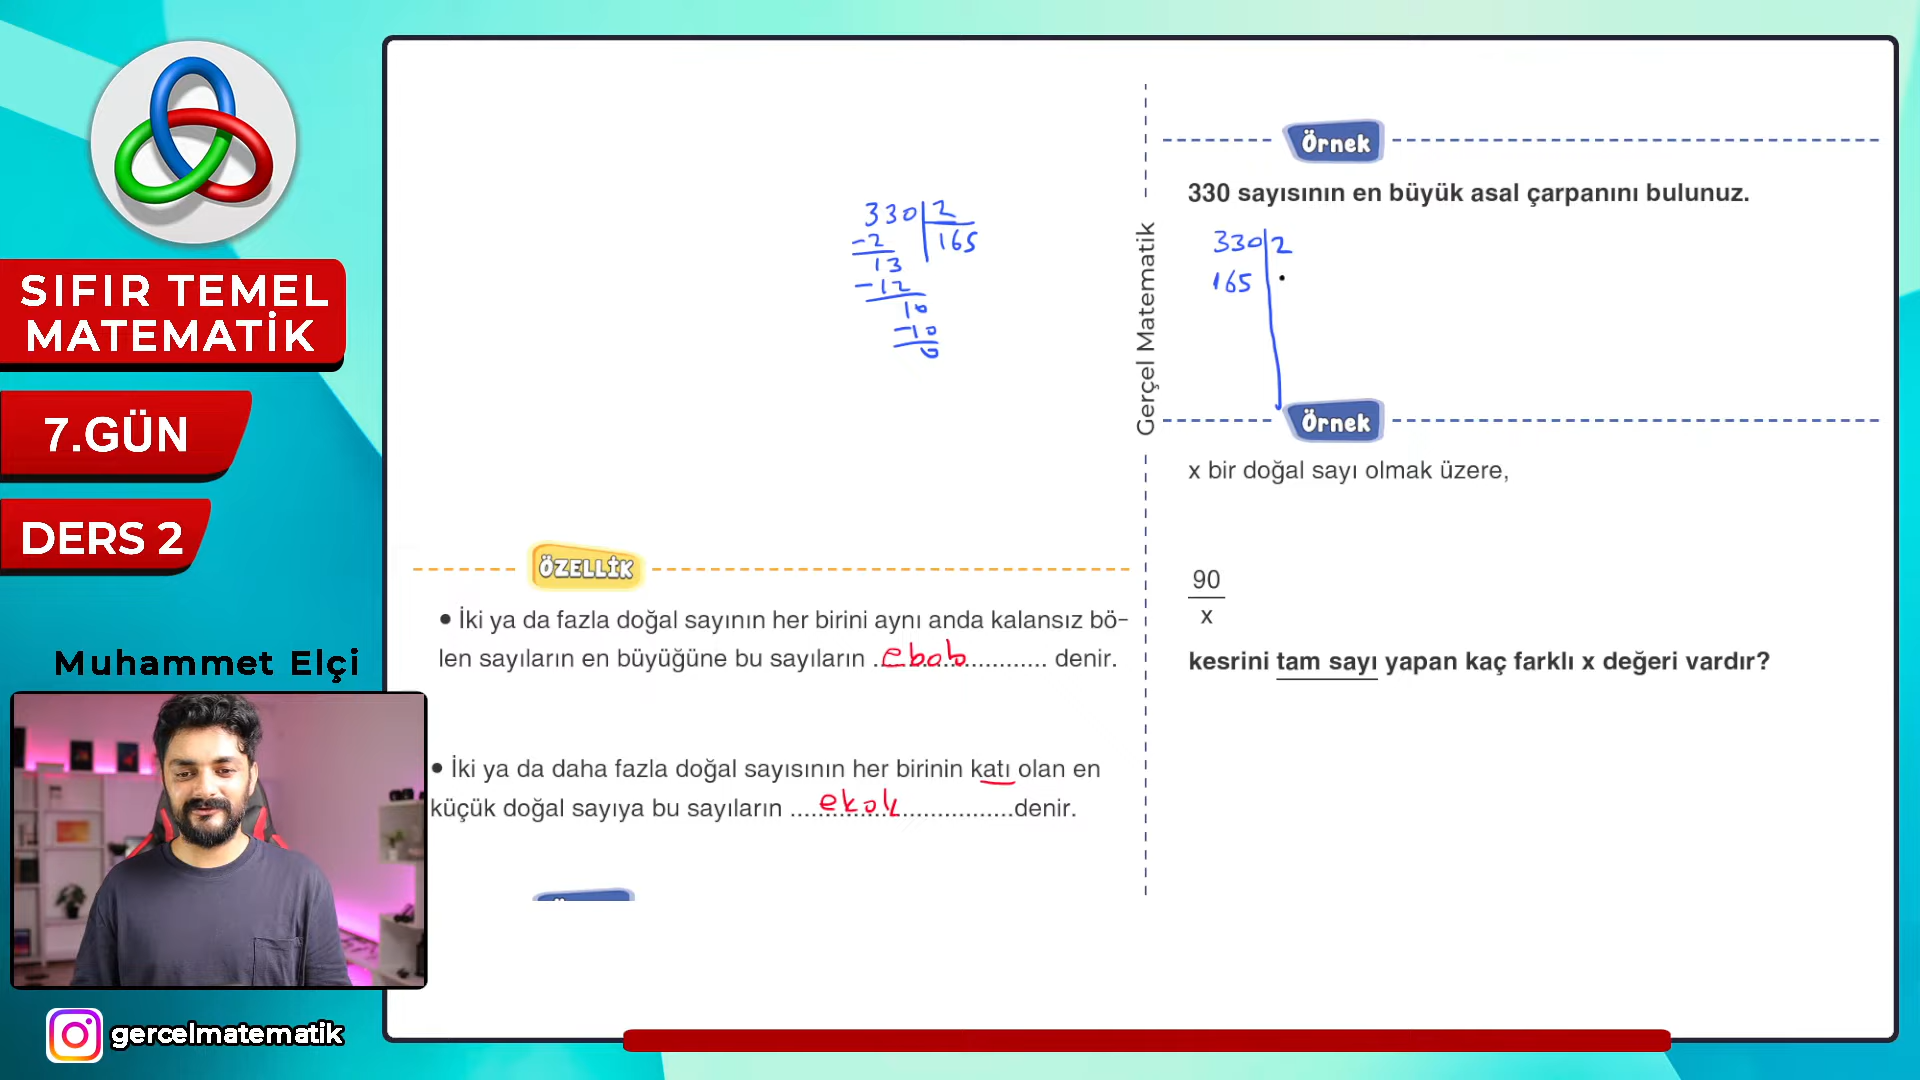 SIFIR TEMEL
MATEMATİK
7.GÜN
DERS 2
Muhammet Elçi
gercelmatematik
330 2
-2 165
13
-12
10
-10
0
ÖZELLİK
• İki ya da fazla doğal sayının her birini aynı anda kalansız bö-
len sayıların en büyüğüne bu sayıların ....ebob.... denir.
• İki ya da daha fazla doğal sayısının her birinin katı olan en
küçük doğal sayıya bu sayıların ....ekok....denir.
Gerçel Matematik
Örnek
330 sayısının en büyük asal çarpanını bulunuz.
330 2
165
Örnek
x bir doğal sayı olmak üzere,
90
x
kesrini tam sayı yapan kaç farklı x değeri vardır?